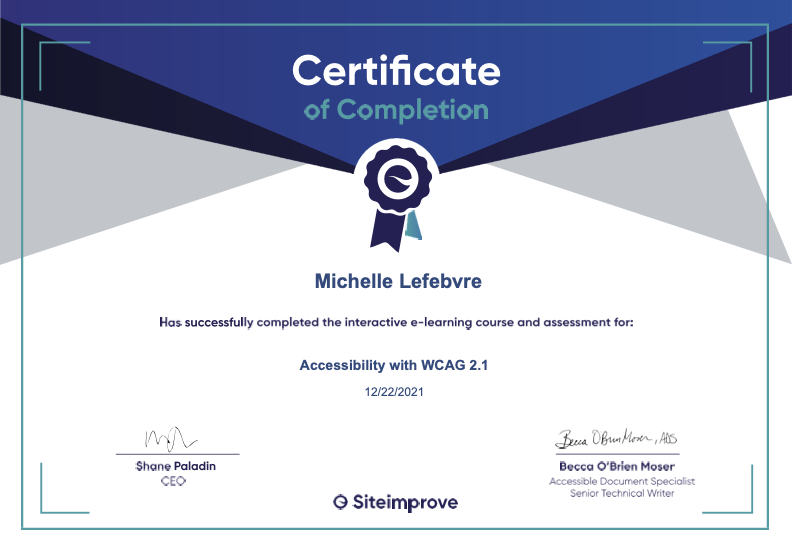 Certificate
of Completion
Michelle Lefebvre
Has successfully completed the interactive e-learning course and assessment for:
Accessibility with WCAG 2.1
12/22/2021
Becca O'Brien Moser, ADS
Shane Paladin
CEO
Becca O'Brien Moser
Accessible Document Specialist
Senior Technical Writer
Siteimprove